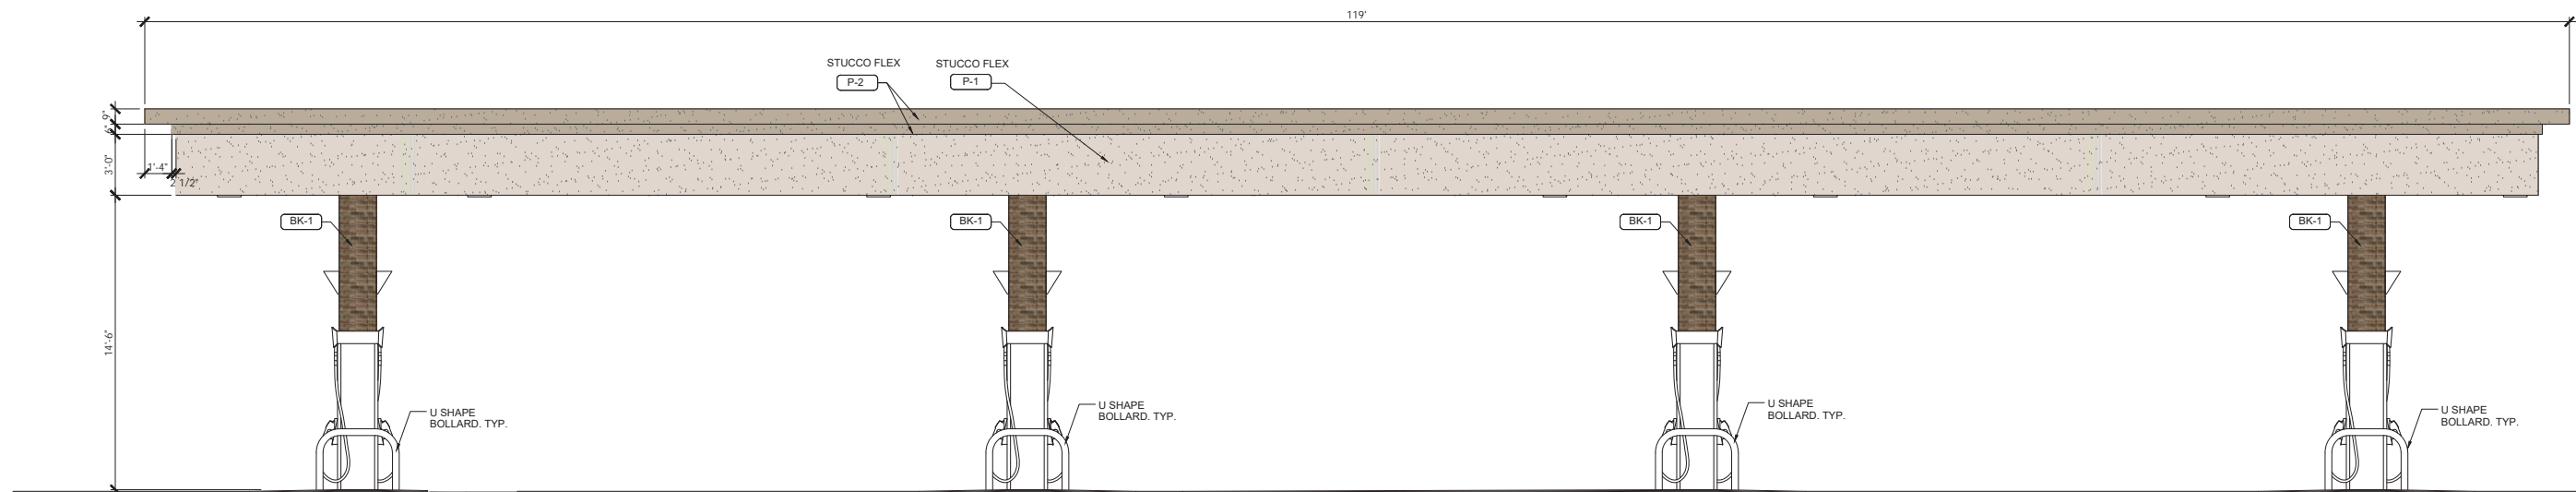 119'
STUCCO FLEX
P-2
STUCCO FLEX
P-1
9"
6"
3'-0"
1'-4"
2 1/2"
14'-6"
BK-1
BK-1
BK-1
BK-1
U SHAPE
BOLLARD. TYP.
U SHAPE
BOLLARD. TYP.
U SHAPE
BOLLARD. TYP.
U SHAPE
BOLLARD. TYP.